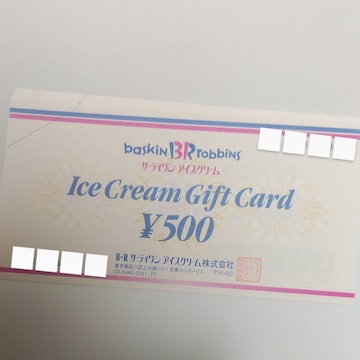 baskin BR robbins
サーティワン アイスクリーム
Ice Cream Gift Card
¥500
B・R サーティワン アイスクリーム株式会社